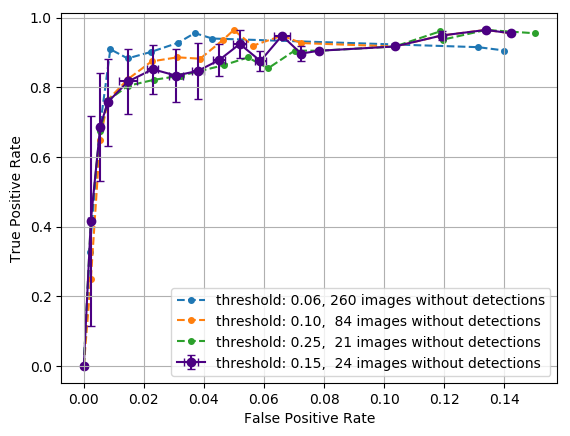 1.0
0.8
0.6
0.4
0.2
0.0
True Positive Rate
threshold: 0.06, 260 images without detections
threshold: 0.10,  84 images without detections
threshold: 0.25,  21 images without detections
threshold: 0.15,  24 images without detections
0.00 0.02 0.04 0.06 0.08 0.10 0.12 0.14
False Positive Rate